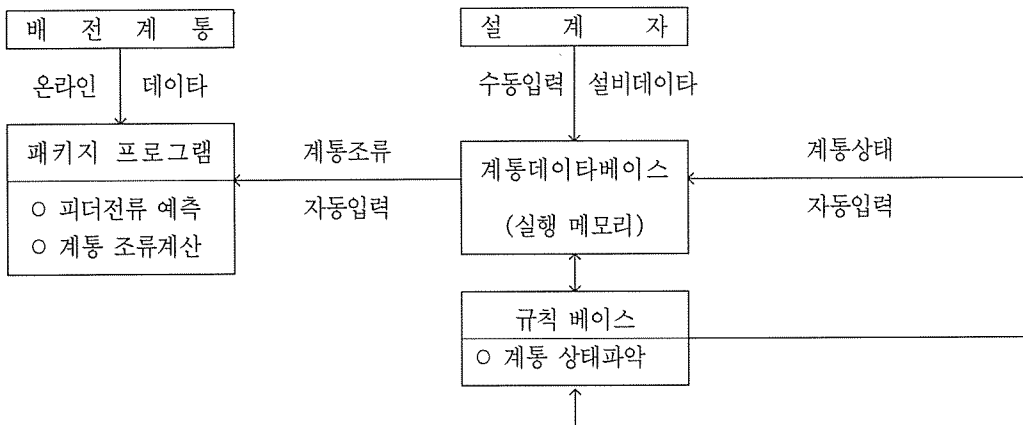 배 전 계 통
설 계 자
온라인 데이타
수동입력 설비데이타
패키지 프로그램
계통조류
계통데이타베이스
계통상태
자동입력
자동입력
○ 피더전류 예측
○ 계통 조류계산
(실행 메모리)
규칙 베이스
○ 계통 상태파악